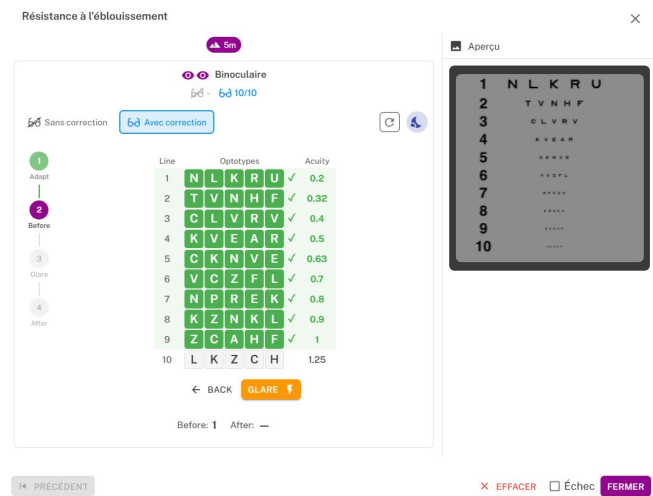 Résistance à l'éblouissement
5m
Aperçu
Binoculaire
- 10/10
Sans correction
Avec correction
Line Optotypes Acuity
1 N L K R U ✓ 0.2
2 T V N H F ✓ 0.32
3 C L V R V ✓ 0.4
4 K V E A R ✓ 0.5
5 C K N V E ✓ 0.63
6 V C Z F L ✓ 0.7
7 N P R E K ✓ 0.8
8 K Z N K L ✓ 0.9
9 Z C A H F ✓ 1
10 L K Z C H 1.25
1
Adapt
2
Before
3
Glare
4
After
← BACK
GLARE
Before: 1 After: —
1 N L K R U
2 T V N H F
3 C L V R V
4 K V E A R
5
6
7
8
9
10
PRÉCÉDENT
EFFACER
Échec
FERMER